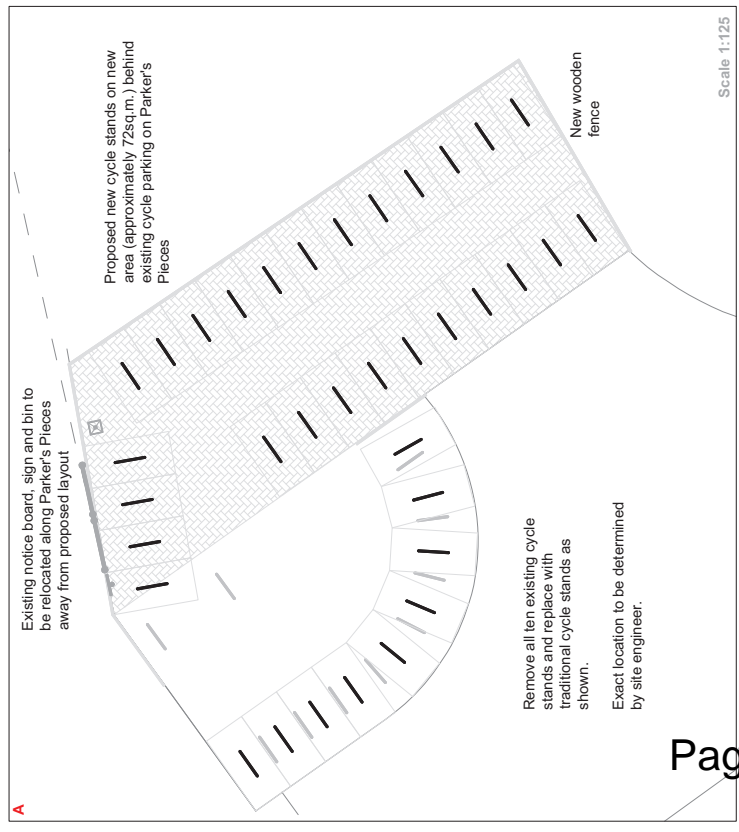 A
Existing notice board, sign and bin to
be relocated along Parker's Pieces
away from proposed layout
Proposed new cycle stands on new
area (approximately 72sq.m.) behind
existing cycle parking on Parker's
Pieces
New wooden
fence
Remove all ten existing cycle
stands and replace with
traditional cycle stands as
shown.
Exact location to be determined
by site engineer.
Scale 1:125
Pag